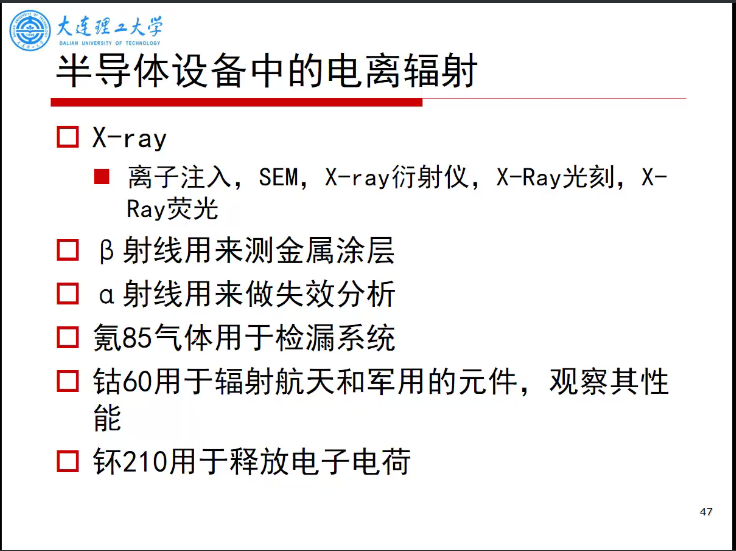 大连理工大学
DALIAN UNIVERSITY OF TECHNOLOGY
半导体设备中的电离辐射
X-ray
离子注入，SEM，X-ray衍射仪，X-Ray光刻，X-
Ray荧光
β射线用来测金属涂层
α射线用来做失效分析
氪85气体用于检漏系统
钴60用于辐射航天和军用的元件，观察其性
能
钚210用于释放电子电荷
47